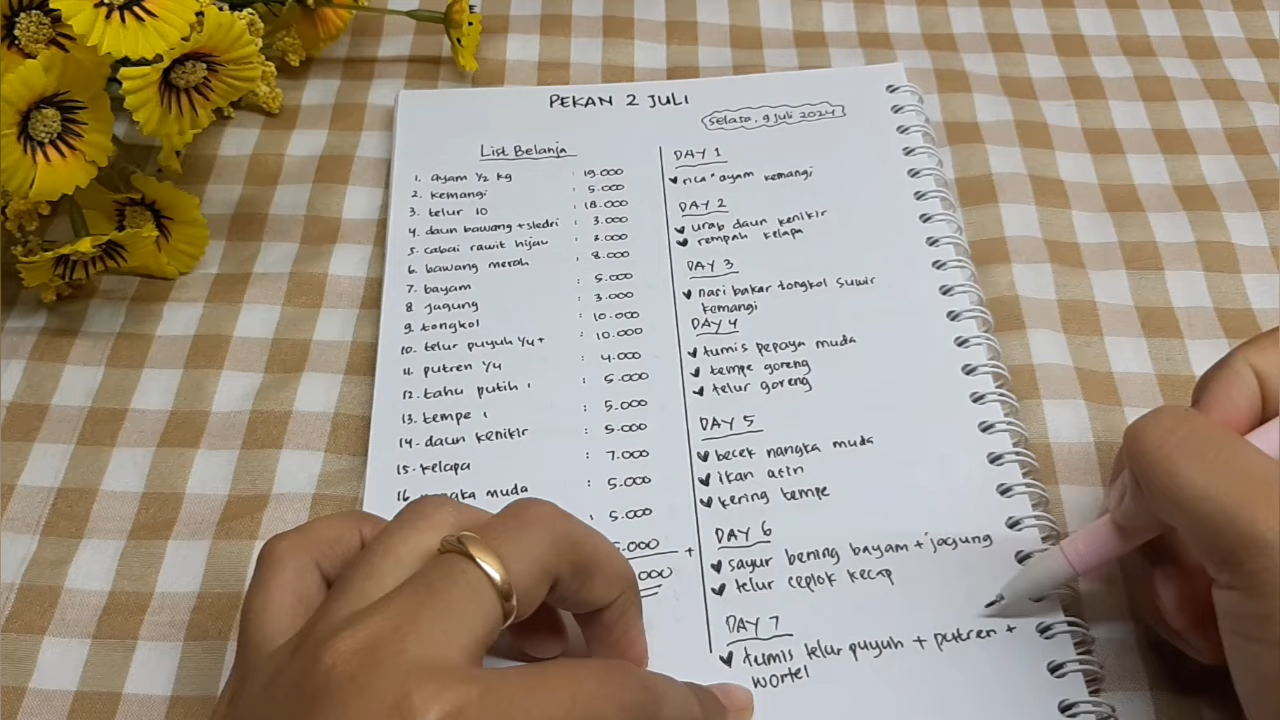 PEKAN 2 JULI
Selasa, 9 Juli 2024
List Belanja
1. ayam 1/2 kg : 19.000
2. kemangi : 5.000
3. telur 10 : 18.000
4. daun bawang + sledri : 3.000
5. cabai rawit hijau : 3.000
6. bawang merah : 8.000
7. bayam 5.000
8 jagung : 3.000
9. tongkol : 10.000
10. telur puyuh 1/4 + : 10.000
11. putren 1/4 : 4.000
12. tahu putih 1 : 5.000
13. tempe 1 : 5.000
14. daun kenikir : 5.000
15. kelapa : 7.000
16. nangka muda : 5.000
: 5.000
.000 +
000
DAY 1
rica" ayam kemangi
DAY 2
urab daun kenikir
rempah kelapa
DAY 3
nasi bakar tongkol suwir
kemangi
DAY 4
tumis pepaya muda
tempe goreng
telur goreng
DAY 5
becek nangka muda
ikan asin
kering tempe
DAY 6
sayur bening bayam + jagung
telur ceplok kecap
DAY 7
tumis telur puyuh + putren +
wortel